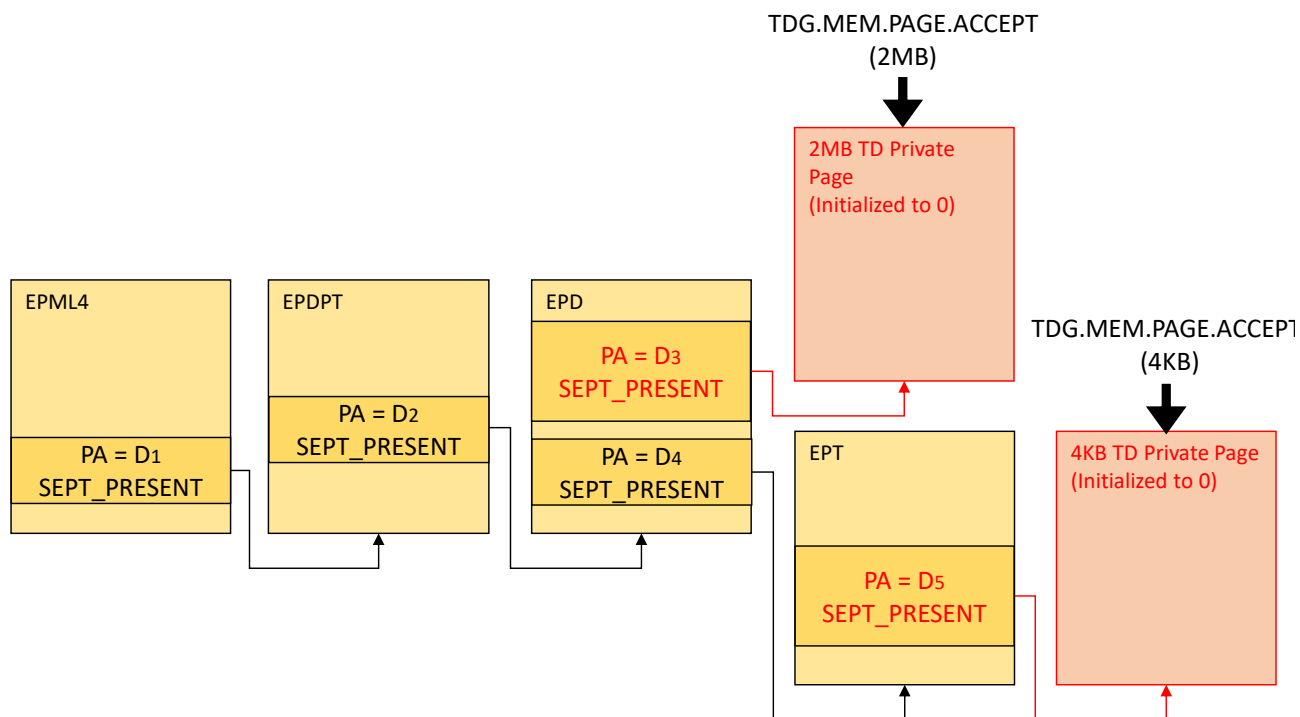 TDG.MEM.PAGE.ACCEPT
(2MB)
2MB TD Private
Page
(Initialized to 0)
EPML4
PA = D1
SEPT_PRESENT
EPDPT
PA = D2
SEPT_PRESENT
EPD
PA = D3
SEPT_PRESENT
PA = D4
SEPT_PRESENT
TDG.MEM.PAGE.ACCEPT
(4KB)
EPT
PA = D5
SEPT_PRESENT
4KB TD Private Page
(Initialized to 0)